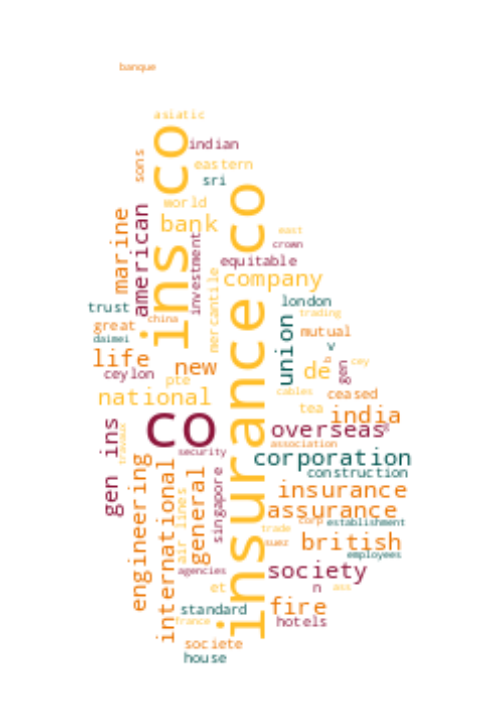 banque
asiatic
ins co
indian
sons
eastern
sri
insurance co
world
bank
marine
american
investment
east
crown
equitable
mercantile
company
trust
china
london
trading
great
daimei
union
mutual
v
life
ceylon
new
pte
de
gen
cey
national
cables
ceased
tea
india
co
overseas
gen ins
travaux
association
security
corporation
construction
engineering
international
air lines
general
singapore
insurance
assurance
corp
establishment
trade
suez
british
employees
agencies
society
et
n
ass
standard
fire
france
hotels
societe
house